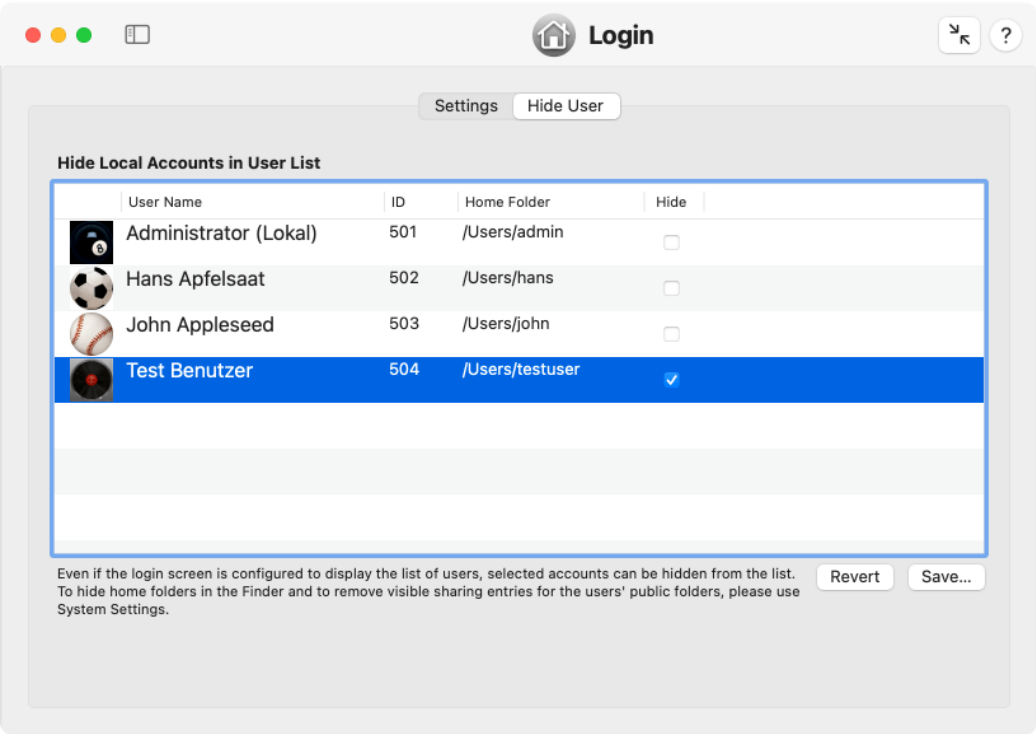 Login
?
Settings Hide User
Hide Local Accounts in User List
User Name ID Home Folder Hide
Administrator (Lokal) 501 /Users/admin
Hans Apfelsaat 502 /Users/hans
John Appleseed 503 /Users/john
Test Benutzer 504 /Users/testuser
Even if the login screen is configured to display the list of users, selected accounts can be hidden from the list.
To hide home folders in the Finder and to remove visible sharing entries for the users' public folders, please use
System Settings.
Revert Save...